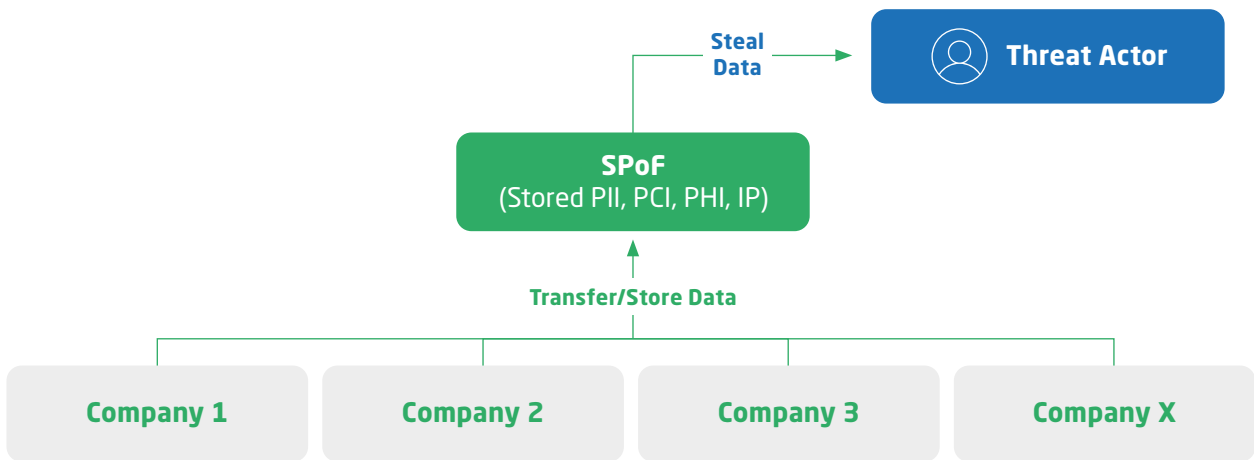 Steal
Data
Threat Actor
SPoF
(Stored PII, PCI, PHI, IP)
Transfer/Store Data
Company 1
Company 2
Company 3
Company X